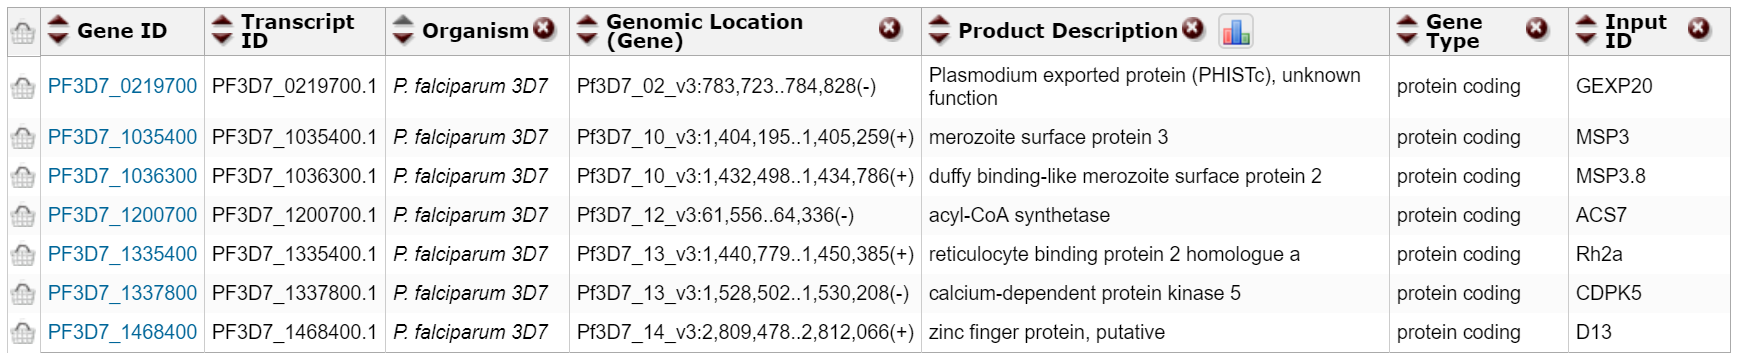 Gene ID Transcript ID Organism Genomic Location (Gene) Product Description Gene Type Input ID
PF3D7_0219700 PF3D7_0219700.1 P. falciparum 3D7 Pf3D7_02_v3:783,723..784,828(-) Plasmodium exported protein (PHISTc), unknown function protein coding GEXP20
PF3D7_1035400 PF3D7_1035400.1 P. falciparum 3D7 Pf3D7_10_v3:1,404,195..1,405,259(+) merozoite surface protein 3 protein coding MSP3
PF3D7_1036300 PF3D7_1036300.1 P. falciparum 3D7 Pf3D7_10_v3:1,432,498..1,434,786(+) duffy binding-like merozoite surface protein 2 protein coding MSP3.8
PF3D7_1200700 PF3D7_1200700.1 P. falciparum 3D7 Pf3D7_12_v3:61,556..64,336(-) acyl-CoA synthetase protein coding ACS7
PF3D7_1335400 PF3D7_1335400.1 P. falciparum 3D7 Pf3D7_13_v3:1,440,779..1,450,385(+) reticulocyte binding protein 2 homologue a protein coding Rh2a
PF3D7_1337800 PF3D7_1337800.1 P. falciparum 3D7 Pf3D7_13_v3:1,528,502..1,530,208(-) calcium-dependent protein kinase 5 protein coding CDPK5
PF3D7_1468400 PF3D7_1468400.1 P. falciparum 3D7 Pf3D7_14_v3:2,809,478..2,812,066(+) zinc finger protein, putative protein coding D13